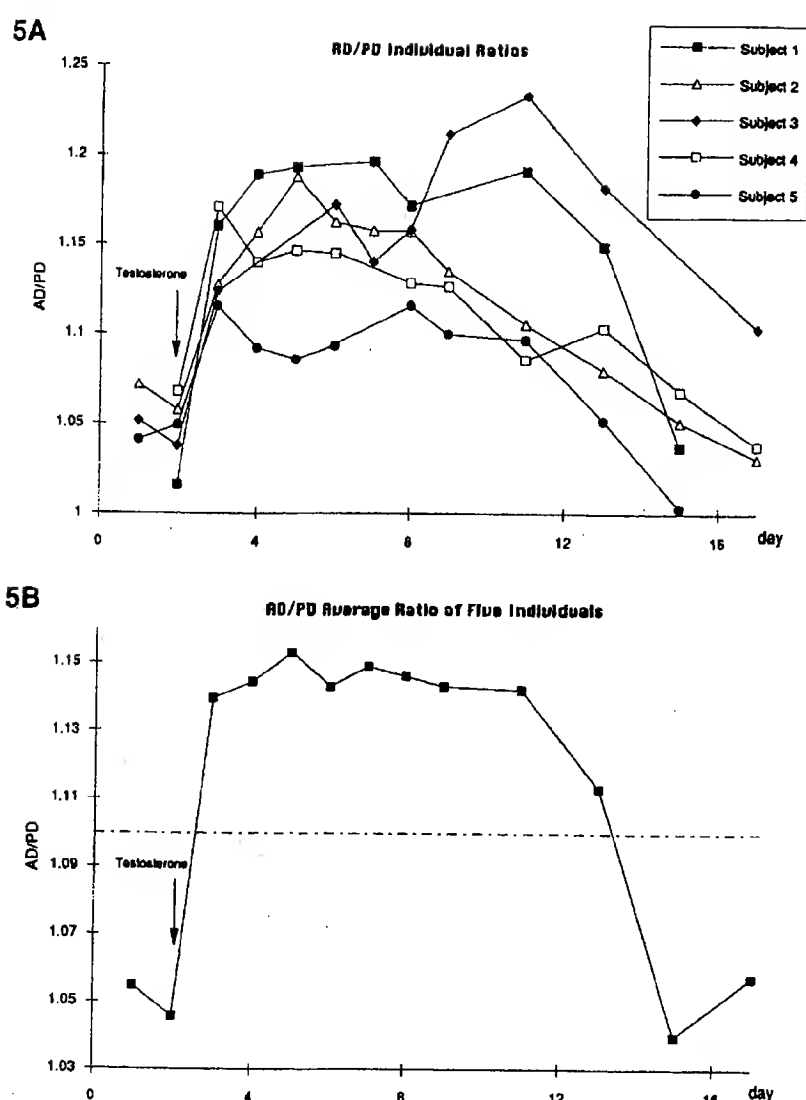 5A
AD/PD Individual Ratios
Subject 1
Subject 2
Subject 3
Subject 4
Subject 5
1.25
1.2
1.15
1.1
1.05
1
AD/PD
Testosterone
0
4
8
12
16
day
5B
AD/PD Average Ratio of Five Individuals
1.15
1.13
1.11
1.09
1.07
1.05
1.03
AD/PD
Testosterone
0
4
8
12
16
day